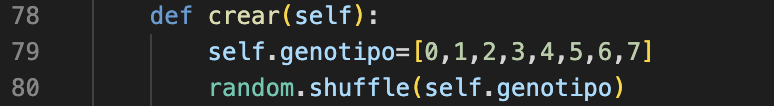 78 def crear(self):
79 self.genotipo=[0,1,2,3,4,5,6,7]
80 random.shuffle(self.genotipo)